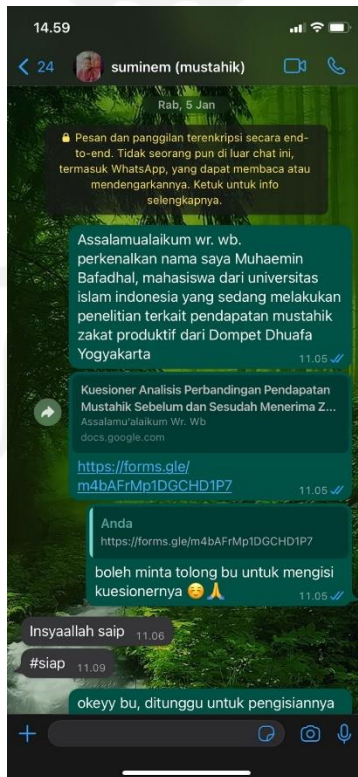 14.59
24
suminem (mustahik)
Rab, 5 Jan
Pesan dan panggilan terenkripsi secara end-
to-end. Tidak seorang pun di luar chat ini,
termasuk WhatsApp, yang dapat membaca atau
mendengarkannya. Ketuk untuk info
selengkapnya.
Assalamualaikum wr. wb.
perkenalkan nama saya Muhaemin
Bafadhal, mahasiswa dari universitas
islam indonesia yang sedang melakukan
penelitian terkait pendapatan mustahik
zakat produktif dari Dompet Dhuafa
Yogyakarta
11.05
Kuesioner Analisis Perbandingan Pendapatan
Mustahik Sebelum dan Sesudah Menerima Z...
Assalamu'alaikum Wr. Wb
docs.google.com
https://forms.gle/
m4bAFrMp1DGCHD1P7
11.05
Anda
https://forms.gle/m4bAFrMp1DGCHD1P7
boleh minta tolong bu untuk mengisi
kuesionernya ☺️🙏
11.05
Insyaallah saip 11.06
#siap 11.09
okeyy bu, ditunggu untuk pengisiannya